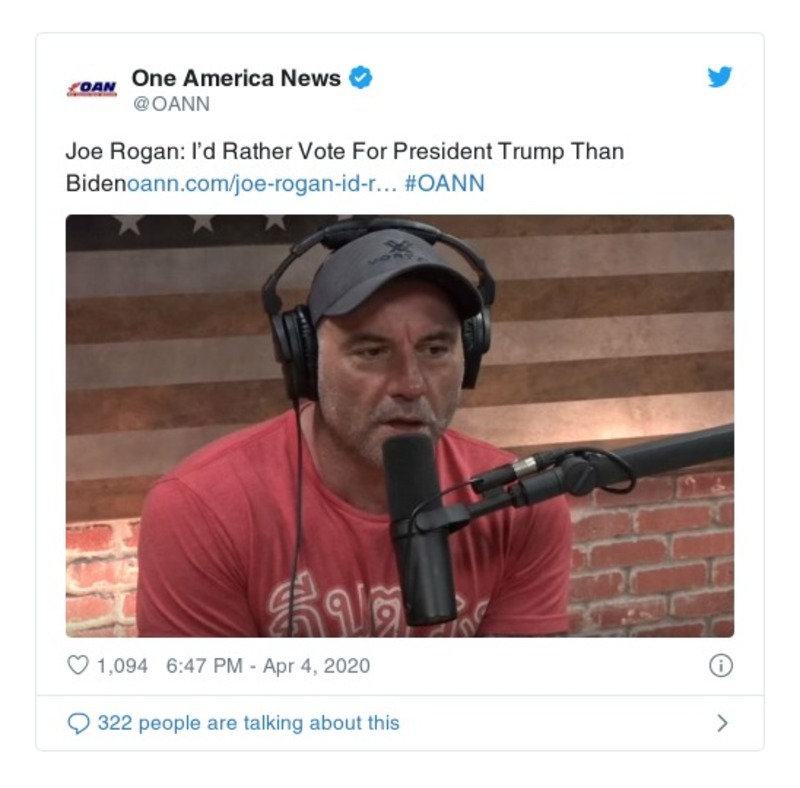 OAN
One America News
@OANN
Joe Rogan: I’d Rather Vote For President Trump Than
Bidenoann.com/joe-rogan-id-r… #OANN
1,094 6:47 PM - Apr 4, 2020
322 people are talking about this